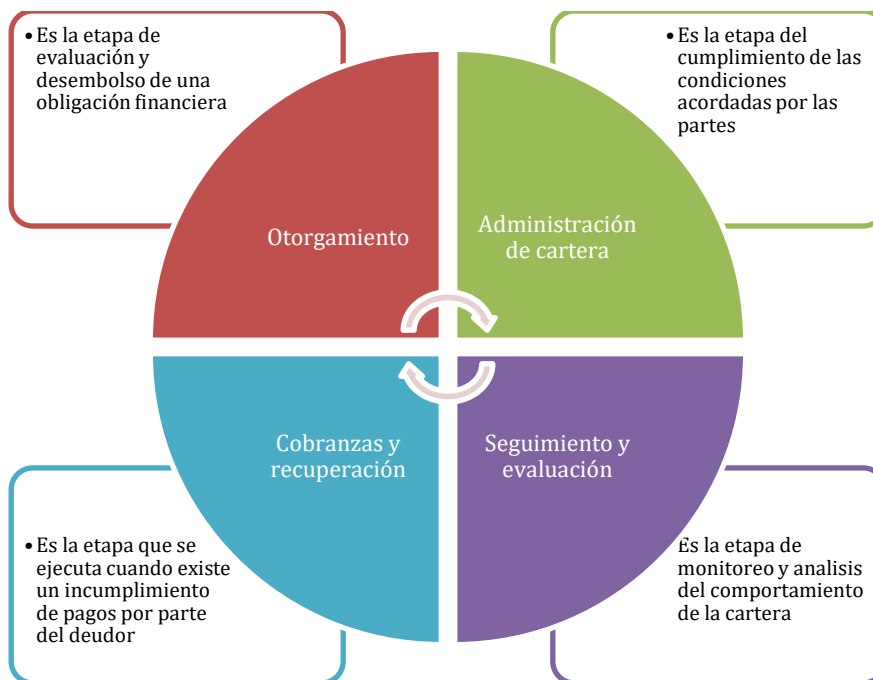 •Es la etapa de
evaluación y
desembolso de una
obligación financiera
•Es la etapa del
cumplimiento de las
condiciones
acordadas por las
partes
Otorgamiento
Administración
de cartera
Cobranzas y
recuperación
Seguimiento y
evaluación
•Es la etapa que se
ejecuta cuando existe
un incumplimiento
de pagos por parte
del deudor
Es la etapa de
monitoreo y analisis
del comportamiento
de la cartera